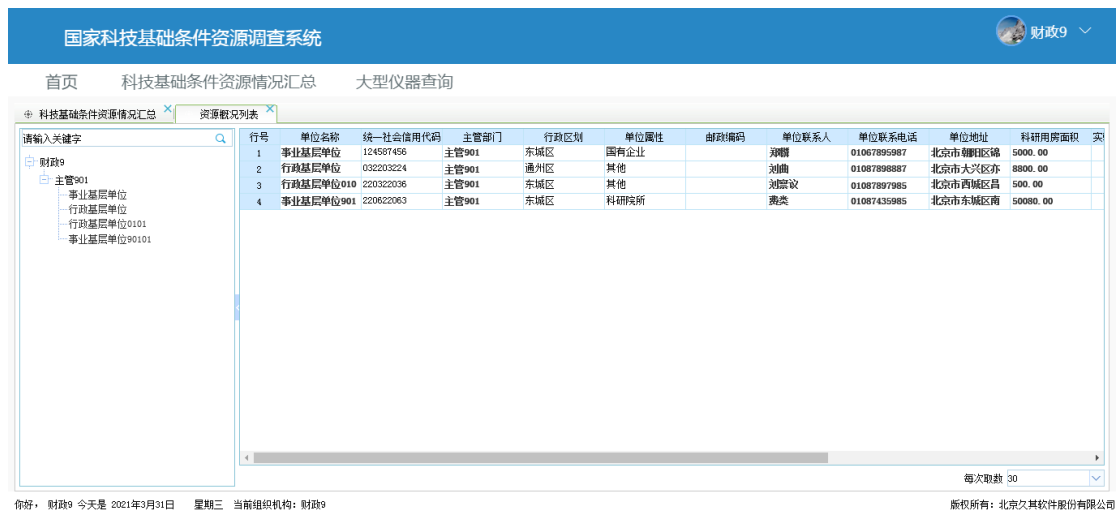 国家科技基础条件资源调查系统
财政9
首页 科技基础条件资源情况汇总 大型仪器查询
科技基础条件资源情况汇总 资源概况列表
请输入关键字
财政9
主管901
事业基层单位
行政基层单位
行政基层单位0101
事业基层单位90101
行号 单位名称 统一社会信用代码 主管部门 行政区划 单位属性 邮政编码 单位联系人 单位联系电话 单位地址 科研用房面积
1 事业基层单位 124587456 主管901 东城区 国有企业 01067895987 北京市朝阳区锦 5000.00
2 行政基层单位 032203224 主管901 通州区 其他 01087898887 北京市大兴区亦 8800.00
3 行政基层单位010 220322036 主管901 东城区 其他 01087897985 北京市西城区昌 500.00
4 事业基层单位901 220622063 主管901 东城区 科研院所 01087435985 北京市东城区南 50080.00
每次取数 30
你好， 财政9 今天是 2021年3月31日 星期三 当前组织机构：财政9 版权所有：北京久其软件股份有限公司